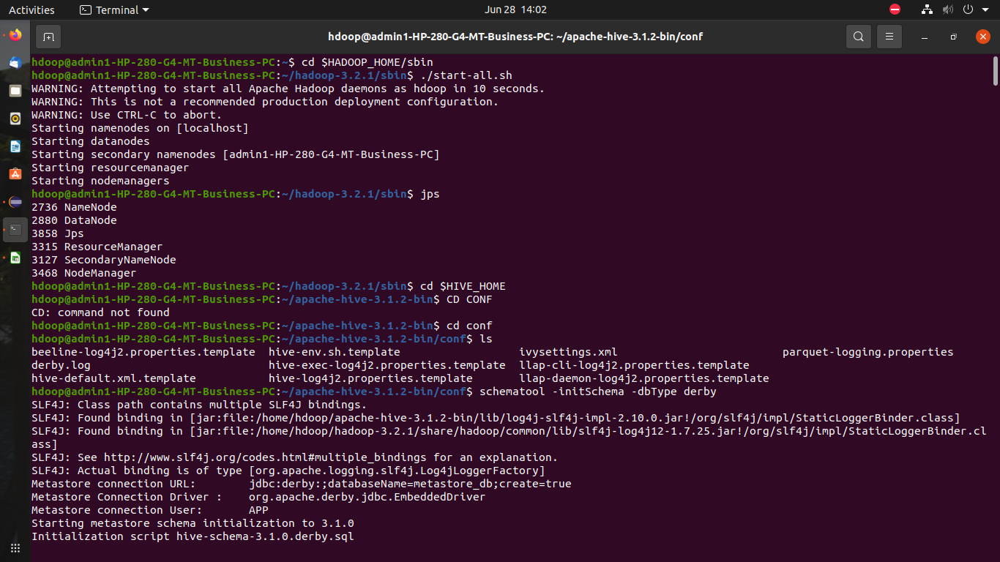 Activities
Terminal
Jun 28 14:02
hdoop@admin1-HP-280-G4-MT-Business-PC: ~/apache-hive-3.1.2-bin/conf
hdoop@admin1-HP-280-G4-MT-Business-PC:~$ cd $HADOOP_HOME/sbin
hdoop@admin1-HP-280-G4-MT-Business-PC:~/hadoop-3.2.1/sbin$ ./start-all.sh
WARNING: Attempting to start all Apache Hadoop daemons as hdoop in 10 seconds.
WARNING: This is not a recommended production deployment configuration.
WARNING: Use CTRL-C to abort.
Starting namenodes on [localhost]
Starting datanodes
Starting secondary namenodes [admin1-HP-280-G4-MT-Business-PC]
Starting resourcemanager
Starting nodemanagers
hdoop@admin1-HP-280-G4-MT-Business-PC:~/hadoop-3.2.1/sbin$ jps
2736 NameNode
2880 DataNode
3858 Jps
3315 ResourceManager
3127 SecondaryNameNode
3468 NodeManager
hdoop@admin1-HP-280-G4-MT-Business-PC:~/hadoop-3.2.1/sbin$ cd $HIVE_HOME
hdoop@admin1-HP-280-G4-MT-Business-PC:~/apache-hive-3.1.2-bin$ CD CONF
CD: command not found
hdoop@admin1-HP-280-G4-MT-Business-PC:~/apache-hive-3.1.2-bin$ cd conf
hdoop@admin1-HP-280-G4-MT-Business-PC:~/apache-hive-3.1.2-bin/conf$ ls
beeline-log4j2.properties.template  hive-env.sh.template                  ivysettings.xml                         parquet-logging.properties
derby.log                           hive-exec-log4j2.properties.template  llap-cli-log4j2.properties.template
hive-default.xml.template           hive-log4j2.properties.template       llap-daemon-log4j2.properties.template
hdoop@admin1-HP-280-G4-MT-Business-PC:~/apache-hive-3.1.2-bin/conf$ schematool -initSchema -dbType derby
SLF4J: Class path contains multiple SLF4J bindings.
SLF4J: Found binding in [jar:file:/home/hdoop/apache-hive-3.1.2-bin/lib/log4j-slf4j-impl-2.10.0.jar!/org/slf4j/impl/StaticLoggerBinder.class]
SLF4J: Found binding in [jar:file:/home/hdoop/hadoop-3.2.1/share/hadoop/common/lib/slf4j-log4j12-1.7.25.jar!/org/slf4j/impl/StaticLoggerBinder.cl
ass]
SLF4J: See http://www.slf4j.org/codes.html#multiple_bindings for an explanation.
SLF4J: Actual binding is of type [org.apache.logging.slf4j.Log4jLoggerFactory]
Metastore connection URL:        jdbc:derby:;databaseName=metastore_db;create=true
Metastore Connection Driver :    org.apache.derby.jdbc.EmbeddedDriver
Metastore connection User:       APP
Starting metastore schema initialization to 3.1.0
Initialization script hive-schema-3.1.0.derby.sql